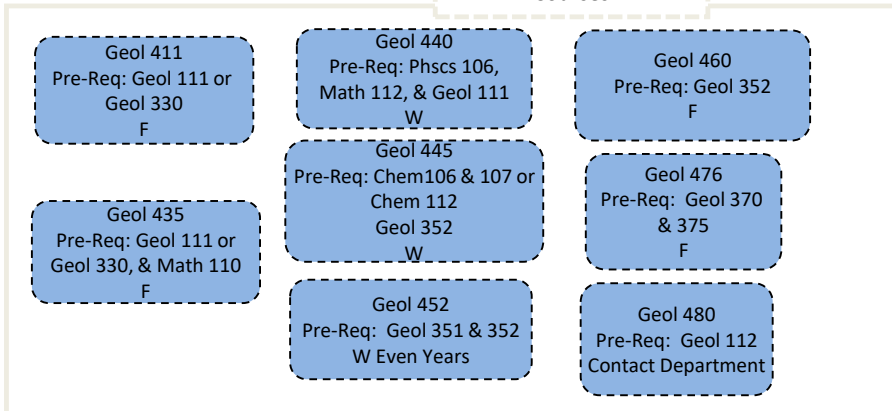 Geol 411
Pre-Req: Geol 111 or
Geol 330
F
Geol 435
Pre-Req: Geol 111 or
Geol 330, & Math 110
F
Geol 440
Pre-Req: Phscs 106,
Math 112, & Geol 111
W
Geol 445
Pre-Req: Chem106 & 107 or
Chem 112
Geol 352
W
Geol 452
Pre-Req: Geol 351 & 352
W Even Years
Geol 460
Pre-Req: Geol 352
F
Geol 476
Pre-Req: Geol 370
& 375
F
Geol 480
Pre-Req: Geol 112
Contact Department